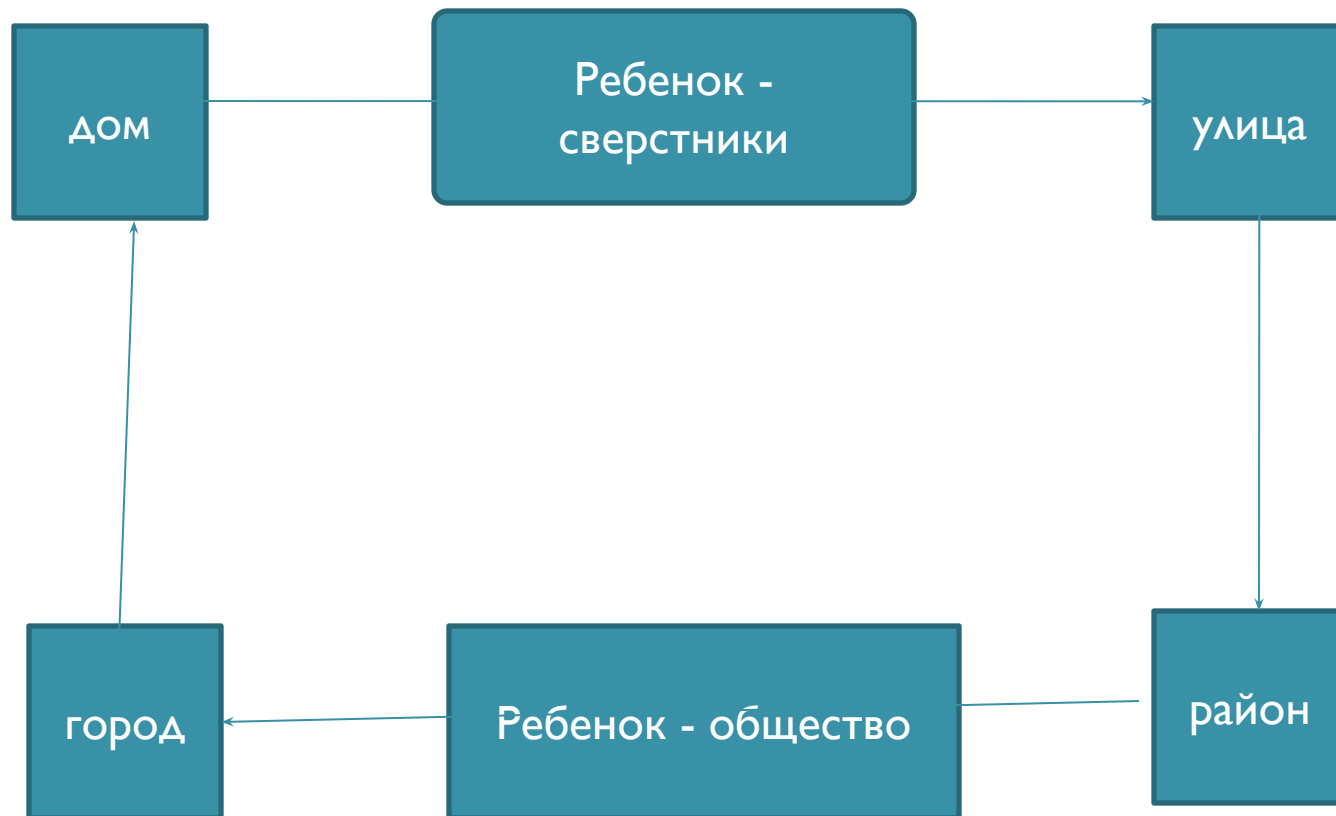 дом
Ребенок -
сверстники
улица
город
Ребенок - общество
район